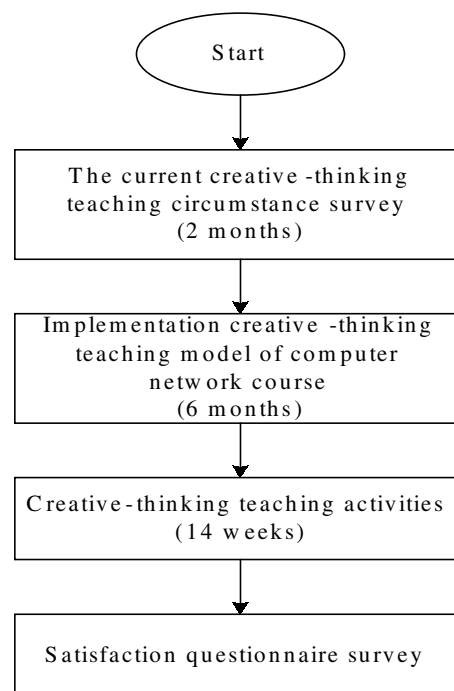 Start
The current creative -thinking
teaching circumstance survey
(2 months)
Implementation creative -thinking
teaching model of computer
network course
(6 months)
Creative-thinking teaching activities
(14 weeks)
Satisfaction questionnaire survey